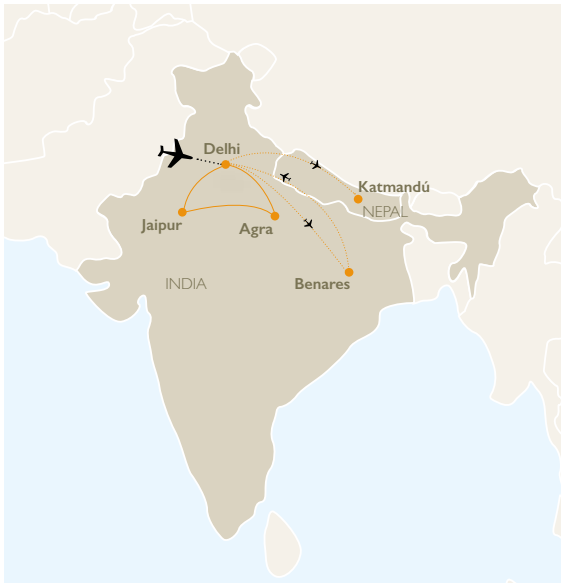 Delhi
Katmandú
NEPAL
Jaipur
Agra
INDIA
Benares